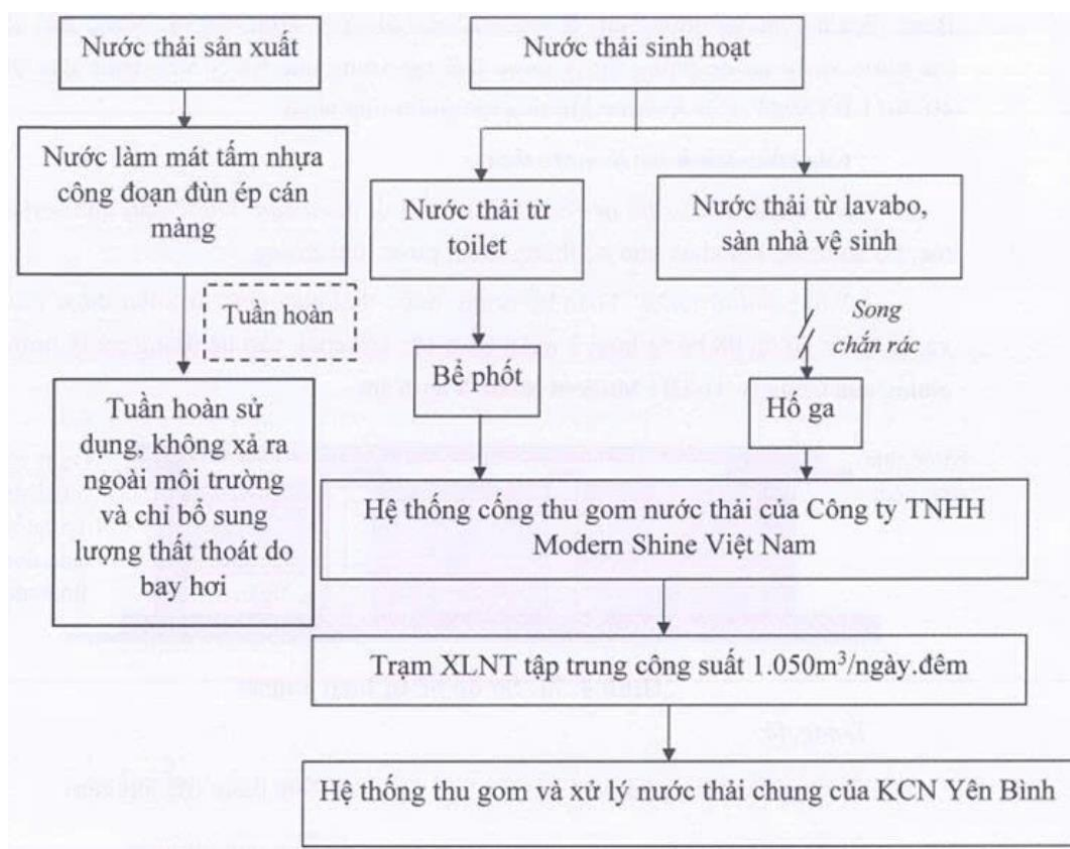 Nước thải sản xuất
Nước thải sinh hoạt
Nước làm mát tấm nhựa
công đoạn đùn ép cán
màng
Nước thải từ
toilet
Nước thải từ lavabo,
sàn nhà vệ sinh
Tuần hoàn
Song
chắn rác
Bể phốt
Hố ga
Tuần hoàn sử
dụng, không xả ra
ngoài môi trường
và chỉ bổ sung
lượng thất thoát do
bay hơi
Hệ thống cống thu gom nước thải của Công ty TNHH
Modern Shine Việt Nam
Trạm XLNT tập trung công suất 1.050m³/ngày.đêm
Hệ thống thu gom và xử lý nước thải chung của KCN Yên Bình